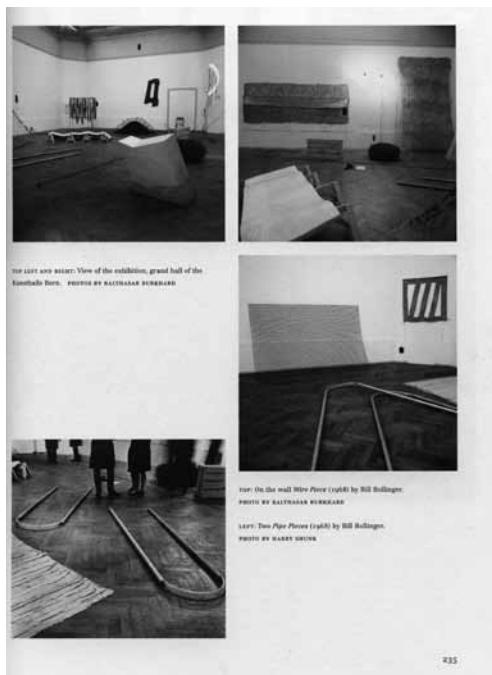 TOP LEFT AND RIGHT: View of the exhibition, grand hall of the
Kunsthalle Bern. PHOTOS BY BALTHASAR BURKHARD
TOP: On the wall Wire Piece (1968) by Bill Bollinger.
PHOTO BY BALTHASAR BURKHARD
LEFT: Two Pipe Pieces (1968) by Bill Bollinger.
PHOTO BY HARRY SHUNK
235